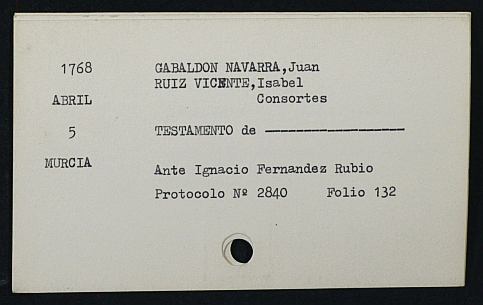 1768 GABALDON NAVARRA,Juan
RUIZ VICENTE,Isabel
ABRIL Consortes
5 TESTAMENTO de ------------------
MURCIA
Ante Ignacio Fernandez Rubio
Protocolo Nº 2840 Folio 132